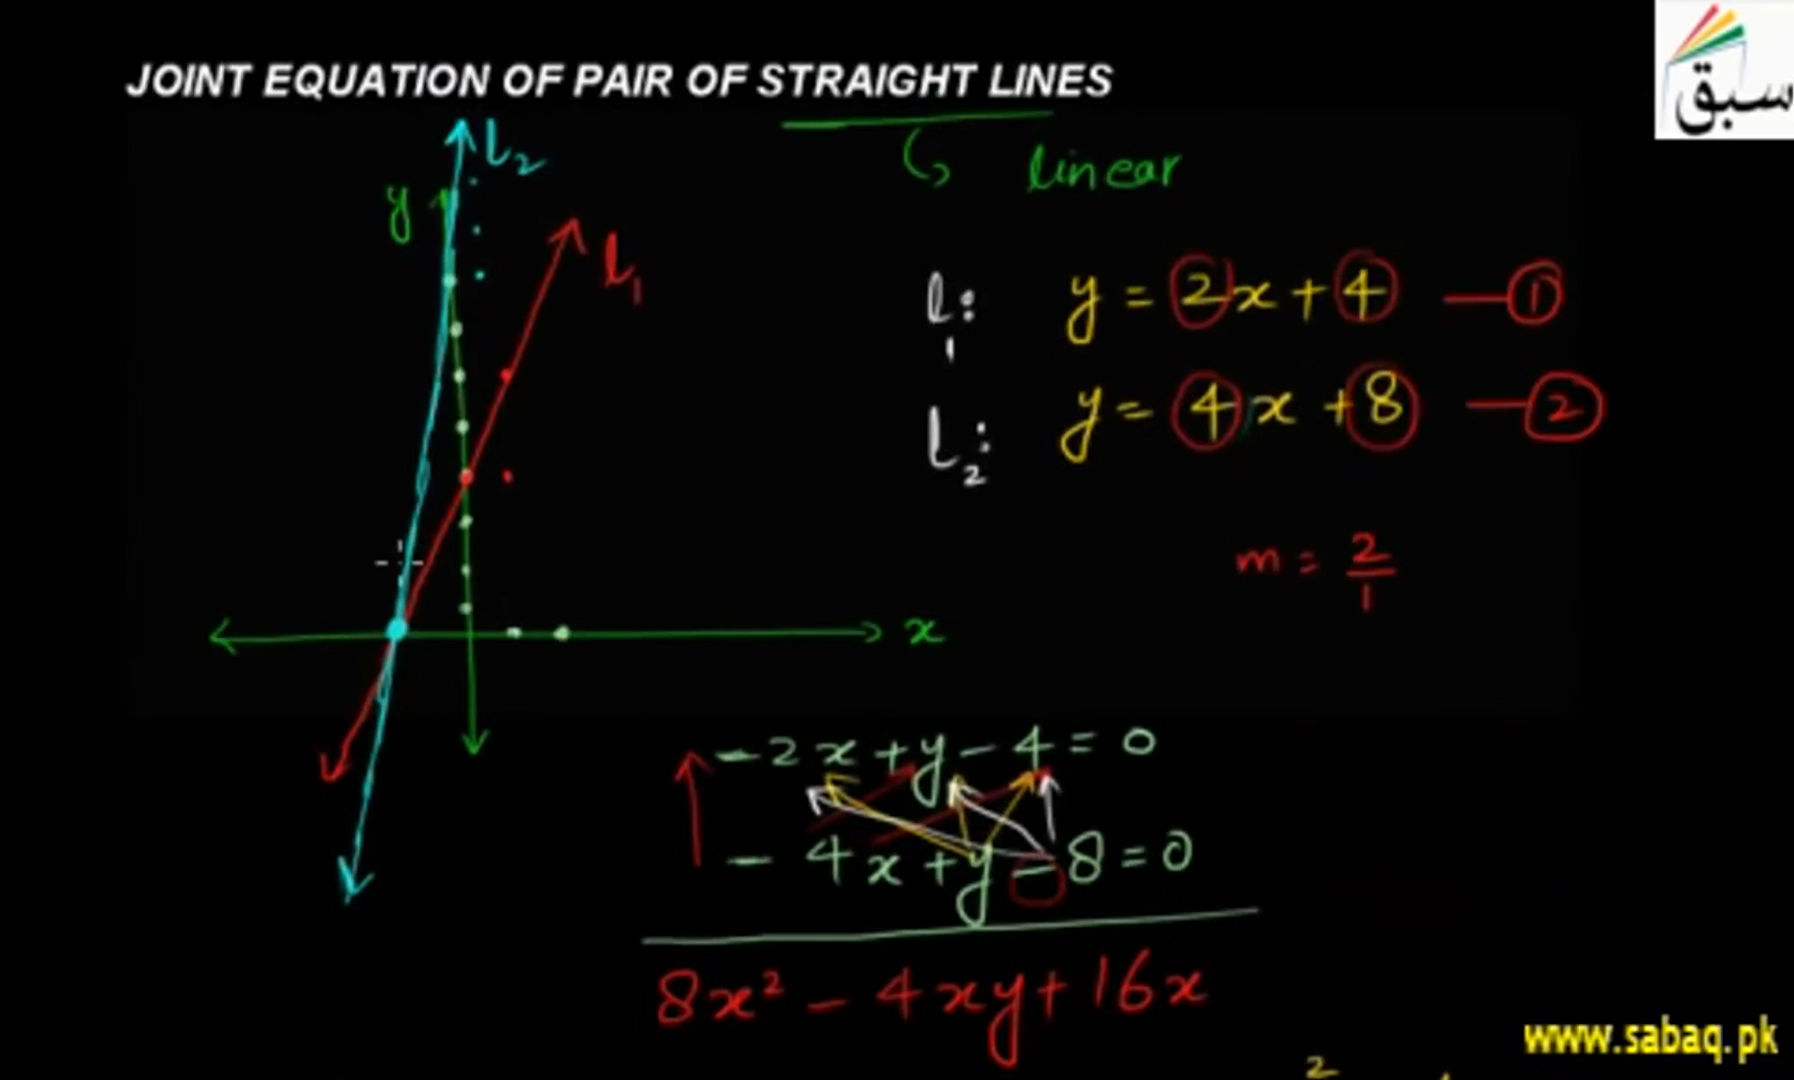 JOINT EQUATION OF PAIR OF STRAIGHT LINES
سبق
linear
l₂
y
l₁
l₁: y = 2x + 4 — ①
l₂: y = 4x + 8 — ②
m = 2/1
x
-2x + y - 4 = 0
- 4x + y - 8 = 0
8x² - 4xy + 16x
www.sabaq.pk
2